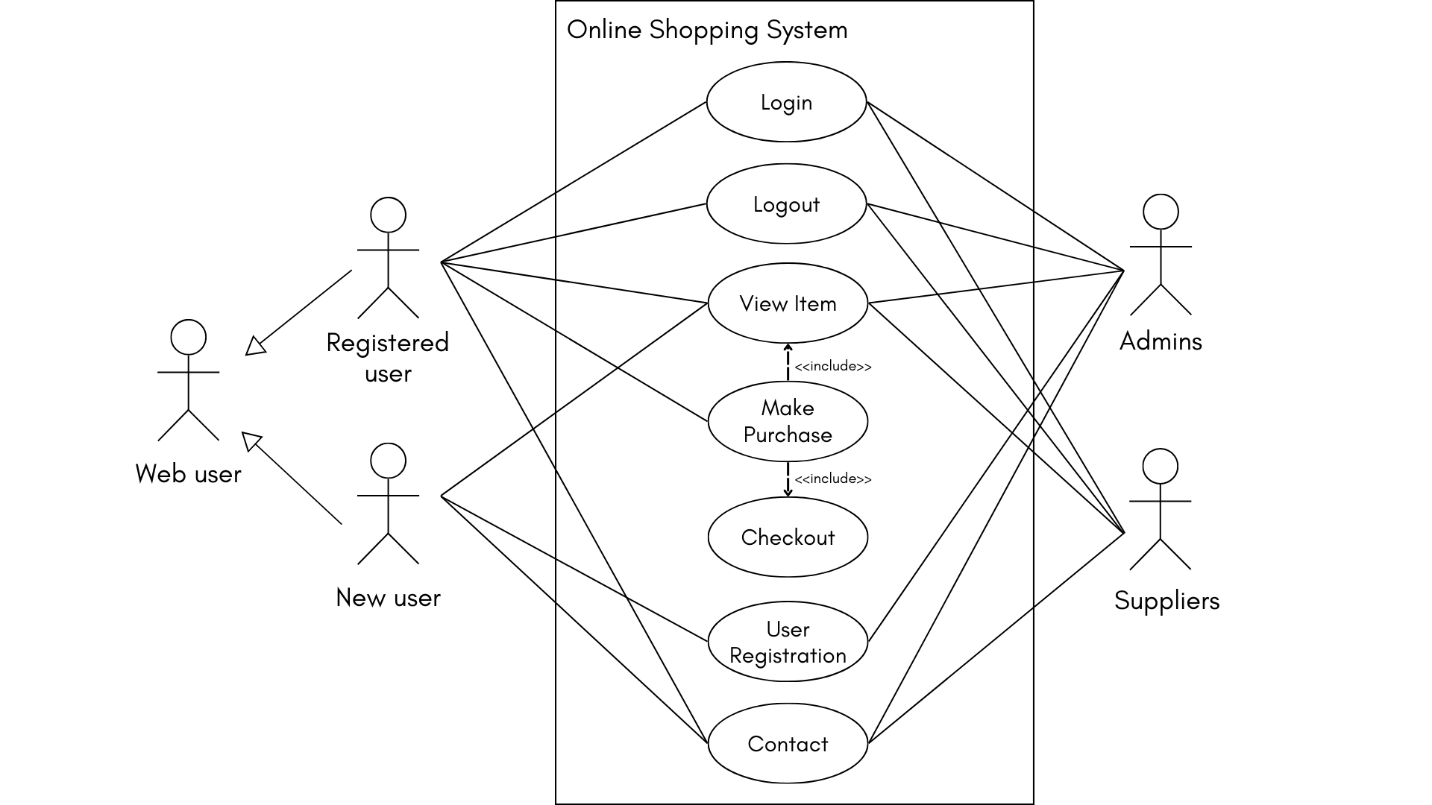 Online Shopping System
Login
Logout
View Item
<<include>>
Make
Purchase
<<include>>
Checkout
User
Registration
Contact
Registered
user
Web user
New user
Admins
Suppliers